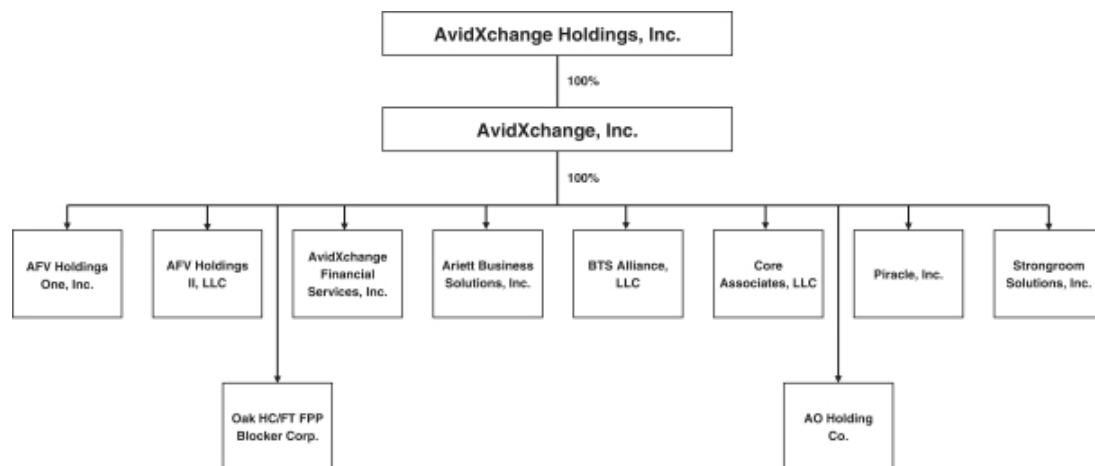 AvidXchange Holdings, Inc.
100%
AvidXchange, Inc.
100%
AFV Holdings
One, Inc.
AFV Holdings
II, LLC
AvidXchange
Financial
Services, Inc.
Ariett Business
Solutions, Inc.
BTS Alliance,
LLC
Core
Associates, LLC
Piracle, Inc.
Strongroom
Solutions, Inc.
Oak HC/FT FPP
Blocker Corp.
AO Holding
Co.